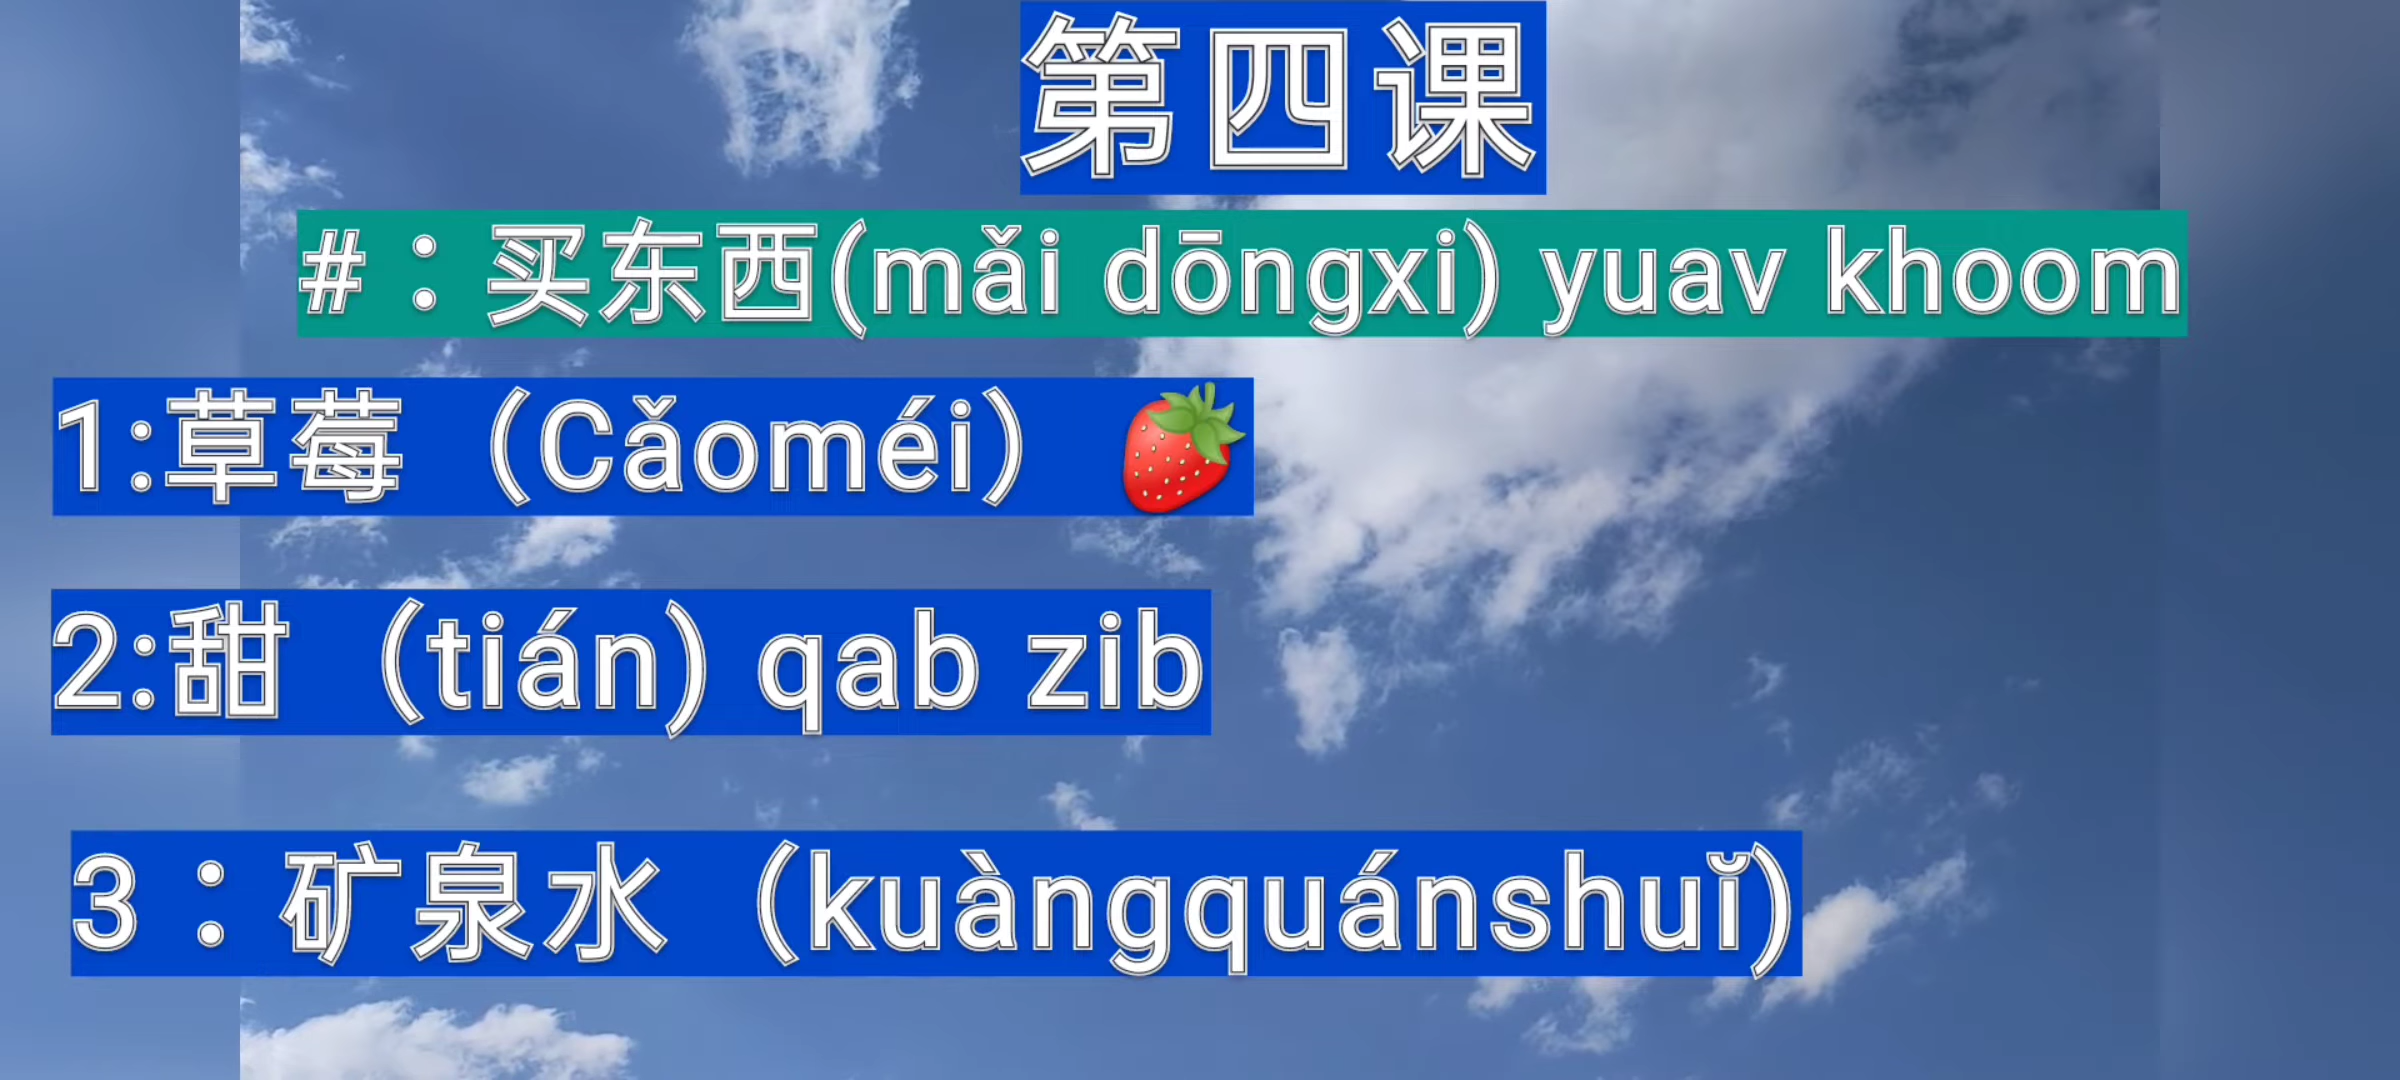 第四课
#：买东西(mǎi dōngxi) yuav khoom
1:草莓（Cǎoméi）🍓
2:甜（tián) qab zib
3：矿泉水（kuàngquánshuĭ)